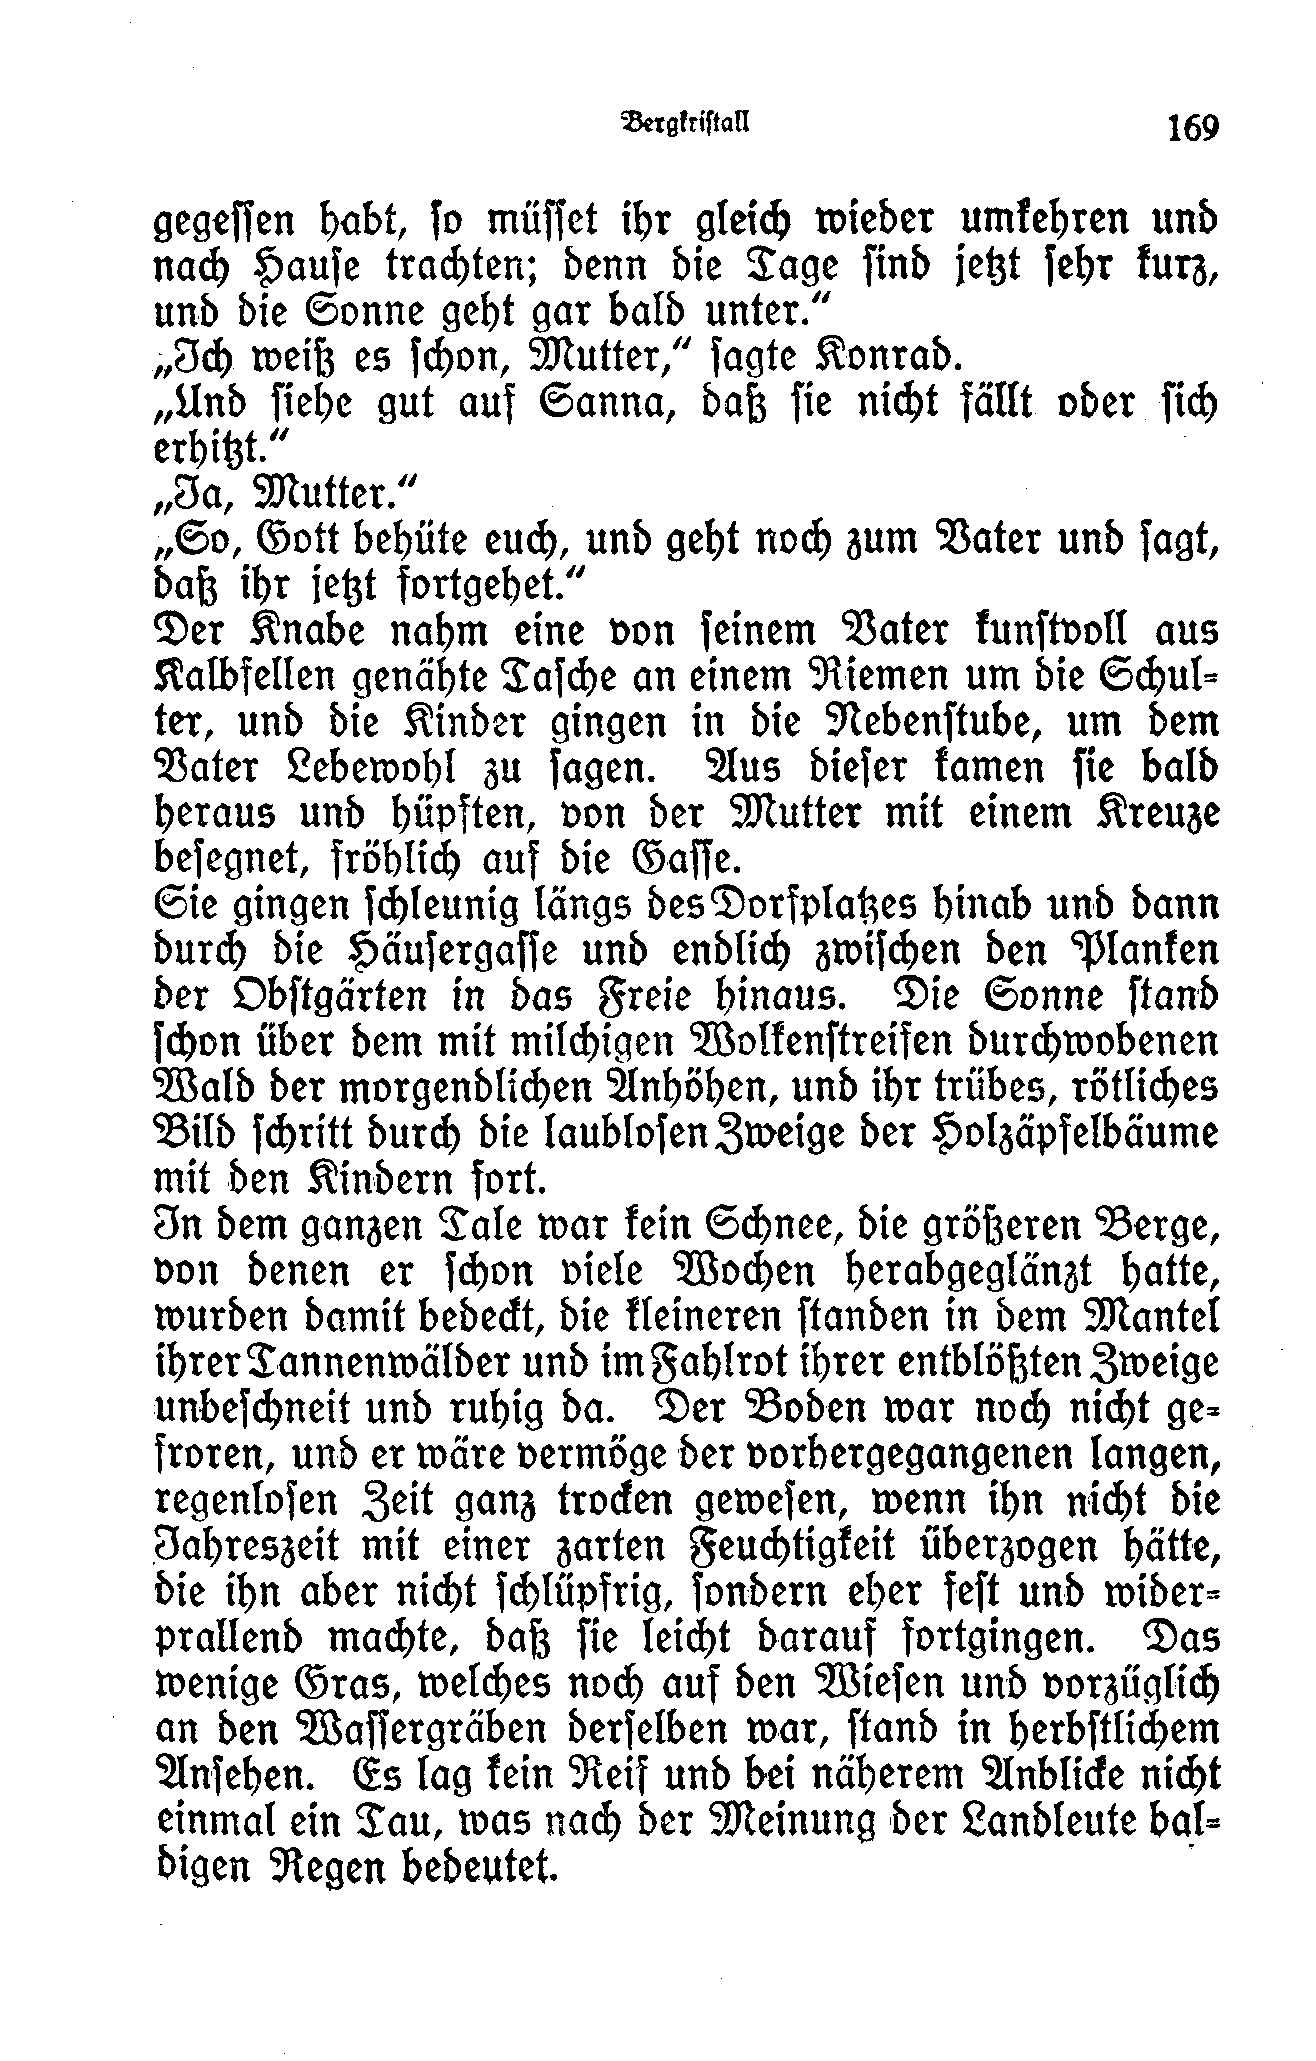 Bergkristall 169
gegessen habt, so müsset ihr gleich wieder umkehren und
nach Hause trachten; denn die Tage sind jetzt sehr kurz,
und die Sonne geht gar bald unter.“
„Ich weiß es schon, Mutter,“ sagte Konrad.
„Und siehe gut auf Sanna, daß sie nicht fällt oder sich
erhitzt.“
„Ja, Mutter.“
„So, Gott behüte euch, und geht noch zum Vater und sagt,
daß ihr jetzt fortgehet.“
Der Knabe nahm eine von seinem Vater kunstvoll aus
Kalbfellen genähte Tasche an einem Riemen um die Schul-
ter, und die Kinder gingen in die Nebenstube, um dem
Vater Lebewohl zu sagen. Aus dieser kamen sie bald
heraus und hüpften, von der Mutter mit einem Kreuze
besegnet, fröhlich auf die Gasse.
Sie gingen schleunig längs des Dorfplatzes hinab und dann
durch die Häusergasse und endlich zwischen den Planken
der Obstgärten in das Freie hinaus. Die Sonne stand
schon über dem mit milchigen Wolkenstreifen durchwobenen
Wald der morgendlichen Anhöhen, und ihr trübes, rötliches
Bild schritt durch die laublosen Zweige der Holzäpfelbäume
mit den Kindern fort.
In dem ganzen Tale war kein Schnee, die größeren Berge,
von denen er schon viele Wochen herabgeglänzt hatte,
wurden damit bedeckt, die kleineren standen in dem Mantel
ihrer Tannenwälder und im Fahlrot ihrer entblößten Zweige
unbeschneit und ruhig da. Der Boden war noch nicht ge-
froren, und er wäre vermöge der vorhergegangenen langen,
regenlosen Zeit ganz trocken gewesen, wenn ihn nicht die
Jahreszeit mit einer zarten Feuchtigkeit überzogen hätte,
die ihn aber nicht schlüpfrig, sondern eher fest und wider-
prallend machte, daß sie leicht darauf fortgingen. Das
wenige Gras, welches noch auf den Wiesen und vorzüglich
an den Wassergräben derselben war, stand in herbstlichem
Ansehen. Es lag kein Reif und bei näherem Anblicke nicht
einmal ein Tau, was nach der Meinung der Landleute bal-
digen Regen bedeutet.